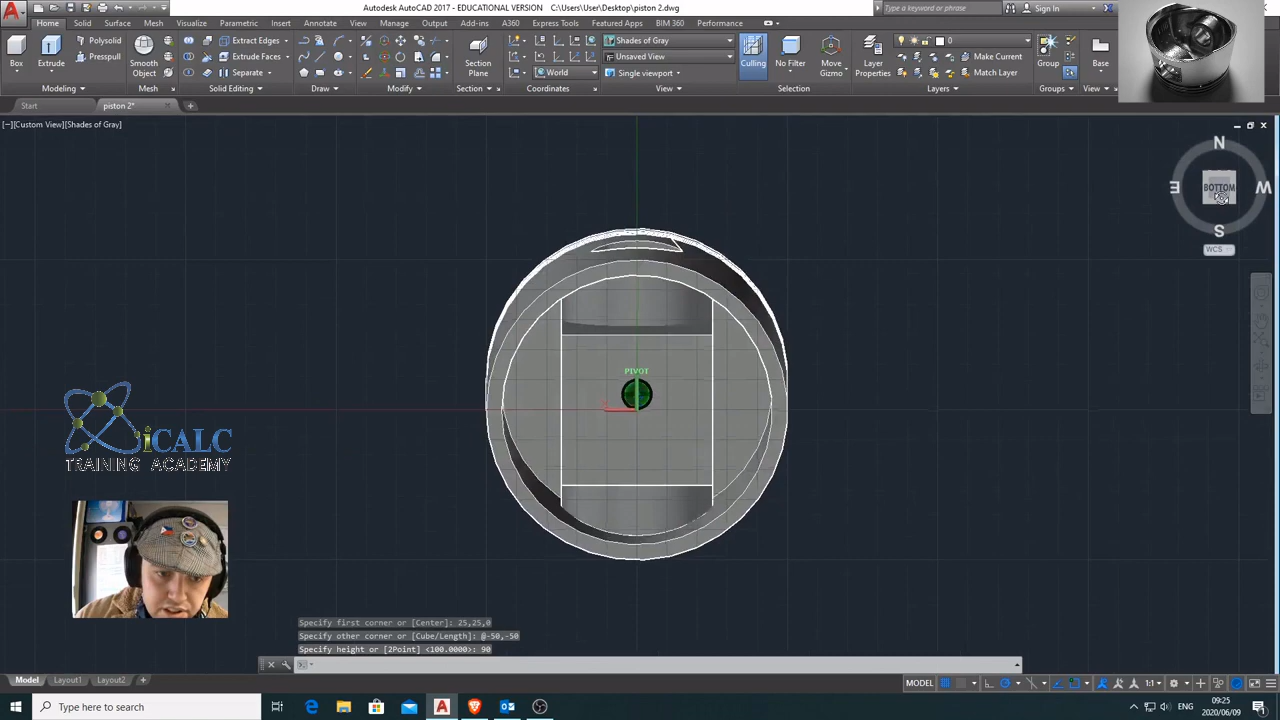 Autodesk AutoCAD 2017 - EDUCATIONAL VERSION C:\Users\User\Desktop\piston 2.dwg
Type a keyword or phrase
Sign In
Home Solid Surface Mesh Visualize Parametric Insert Annotate View Manage Output Add-ins A360 Express Tools Featured Apps BIM 360 Performance
Box
Extrude
Polysolid
Presspull
Smooth
Object
Extract Edges
Extrude Faces
Separate
Section
Plane
World
Shades of Gray
Unsaved View
Single viewport
Culling
No Filter
Move
Gizmo
Layer
Properties
0
Make Current
Match Layer
Group
Base
Modeling Mesh Solid Editing Draw Modify Section Coordinates View Selection Layers Groups View
Start piston 2*
[−][Custom View][Shades of Gray]
N
E BOTTOM W
S
WCS
PIVOT
X
iCALC
TRAINING ACADEMY
Specify first corner or [Center]: 25,25,0
Specify other corner or [Cube/Length]: @-50,-50
Specify height or [2Point] <100.0000>: 90
Model Layout1 Layout2
MODEL 1:1
Type here to search
ENG
09:25
2020/06/09